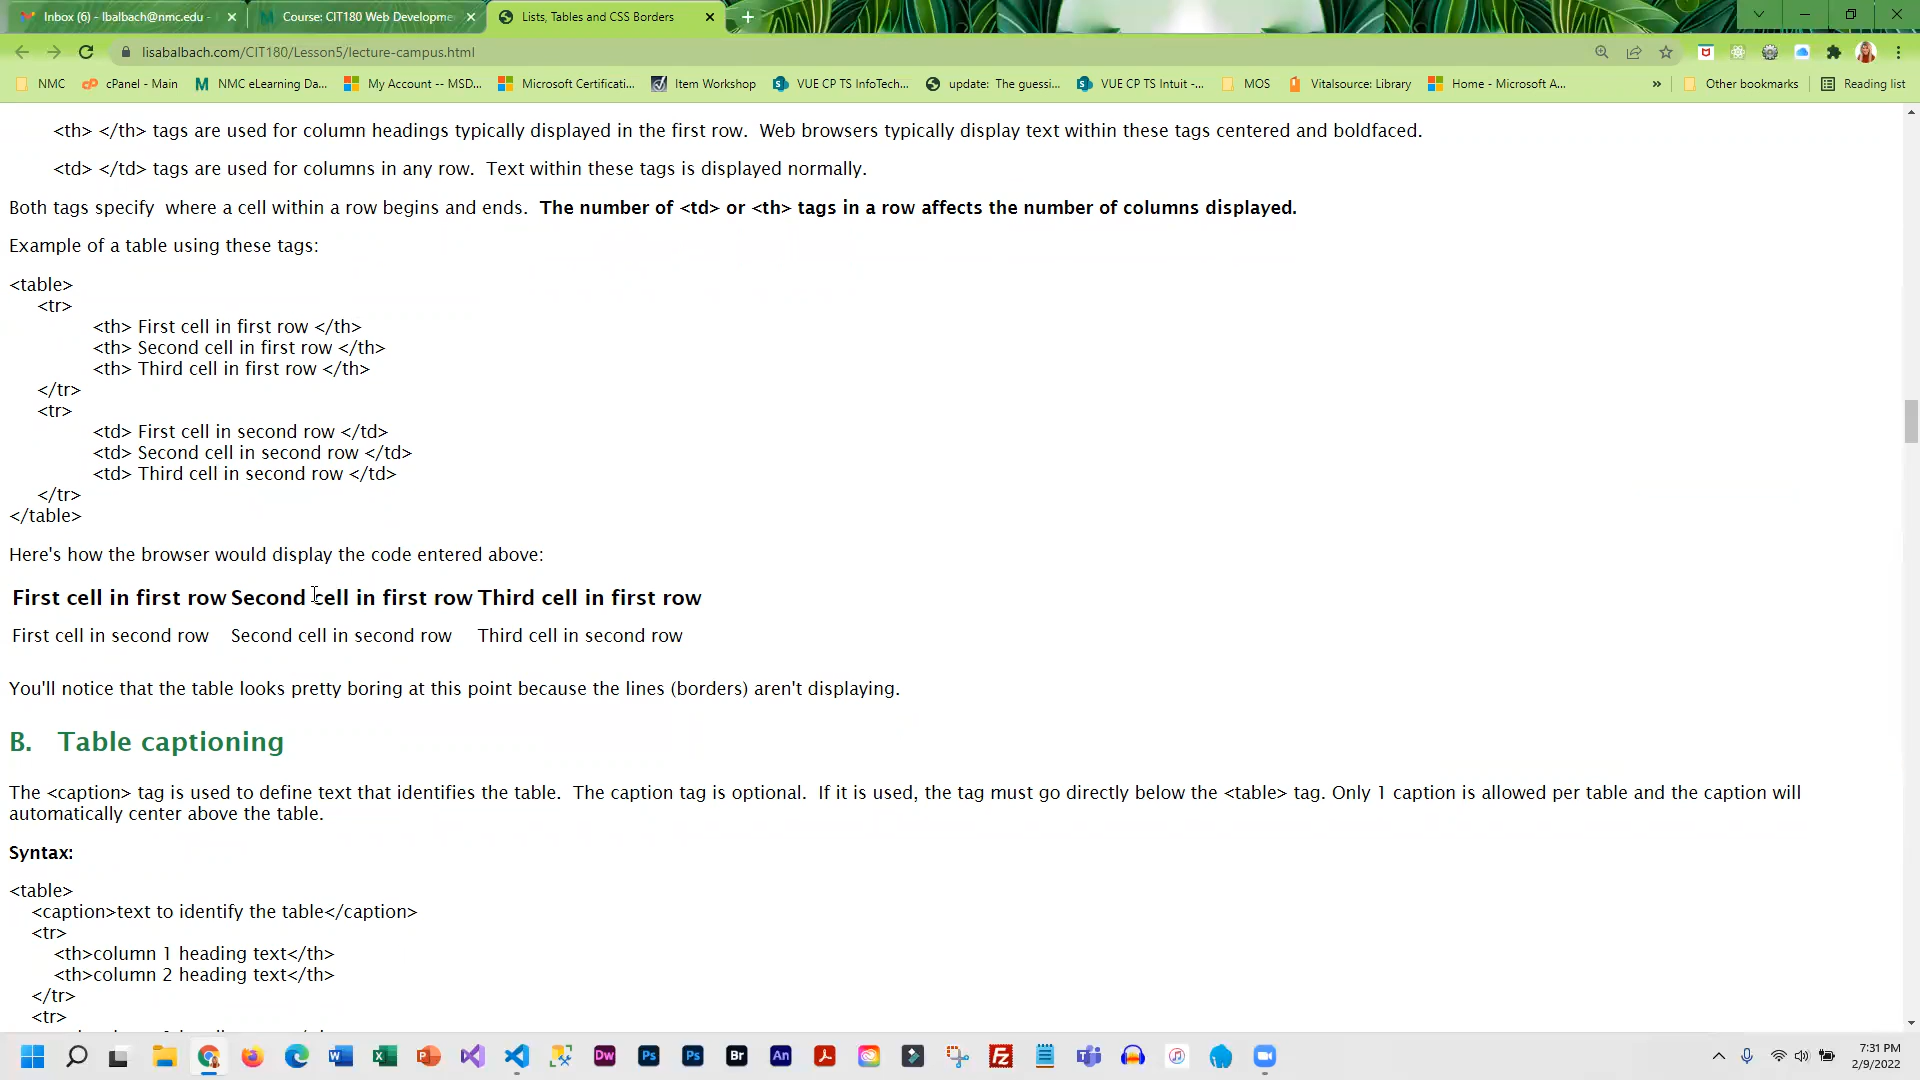 Inbox (6) - lbalbach@nmc.edu -
Course: CIT180 Web Developme
Lists, Tables and CSS Borders
lisabalbach.com/CIT180/Lesson5/lecture-campus.html
NMC
cPanel - Main
NMC eLearning Da...
My Account -- MSD...
Microsoft Certificati...
Item Workshop
VUE CP TS InfoTech...
update: The guessi...
VUE CP TS Intuit -...
MOS
Vitalsource: Library
Home - Microsoft A...
»
Other bookmarks
Reading list
<th> </th> tags are used for column headings typically displayed in the first row.  Web browsers typically display text within these tags centered and boldfaced.
<td> </td> tags are used for columns in any row.  Text within these tags is displayed normally.
Both tags specify  where a cell within a row begins and ends.  The number of <td> or <th> tags in a row affects the number of columns displayed.
Example of a table using these tags:
<table>
<tr>
<th> First cell in first row </th>
<th> Second cell in first row </th>
<th> Third cell in first row </th>
</tr>
<tr>
<td> First cell in second row </td>
<td> Second cell in second row </td>
<td> Third cell in second row </td>
</tr>
</table>
Here's how the browser would display the code entered above:
First cell in first row Second cell in first row Third cell in first row
First cell in second row Second cell in second row Third cell in second row
You'll notice that the table looks pretty boring at this point because the lines (borders) aren't displaying.
B. Table captioning
The <caption> tag is used to define text that identifies the table.  The caption tag is optional.  If it is used, the tag must go directly below the <table> tag. Only 1 caption is allowed per table and the caption will
automatically center above the table.
Syntax:
<table>
<caption>text to identify the table</caption>
<tr>
<th>column 1 heading text</th>
<th>column 2 heading text</th>
</tr>
<tr>
Dw
Ps
Ps
Br
An
7:31 PM
2/9/2022